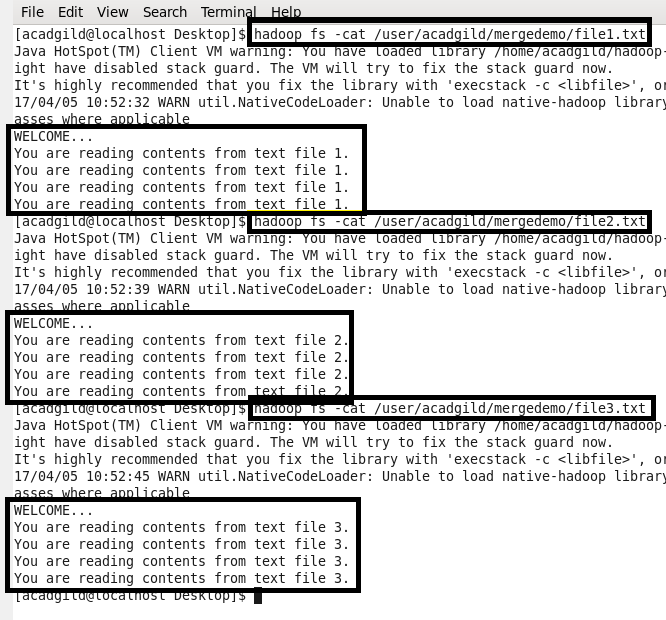 File Edit View Search Terminal Help
[acadgild@localhost Desktop]$ hadoop fs -cat /user/acadgild/mergedemo/file1.txt
Java HotSpot(TM) Client VM warning: You have loaded library /home/acadgild/hadoop-
ight have disabled stack guard. The VM will try to fix the stack guard now.
It's highly recommended that you fix the library with 'execstack -c <libfile>', or
17/04/05 10:52:32 WARN util.NativeCodeLoader: Unable to load native-hadoop library
asses where applicable
WELCOME...
You are reading contents from text file 1.
You are reading contents from text file 1.
You are reading contents from text file 1.
You are reading contents from text file 1.
[acadgild@localhost Desktop]$ hadoop fs -cat /user/acadgild/mergedemo/file2.txt
Java HotSpot(TM) Client VM warning: You have loaded library /home/acadgild/hadoop-
ight have disabled stack guard. The VM will try to fix the stack guard now.
It's highly recommended that you fix the library with 'execstack -c <libfile>', or
17/04/05 10:52:39 WARN util.NativeCodeLoader: Unable to load native-hadoop library
asses where applicable
WELCOME...
You are reading contents from text file 2.
You are reading contents from text file 2.
You are reading contents from text file 2.
You are reading contents from text file 2.
[acadgild@localhost Desktop]$ hadoop fs -cat /user/acadgild/mergedemo/file3.txt
Java HotSpot(TM) Client VM warning: You have loaded library /home/acadgild/hadoop-
ight have disabled stack guard. The VM will try to fix the stack guard now.
It's highly recommended that you fix the library with 'execstack -c <libfile>', or
17/04/05 10:52:45 WARN util.NativeCodeLoader: Unable to load native-hadoop library
asses where applicable
WELCOME...
You are reading contents from text file 3.
You are reading contents from text file 3.
You are reading contents from text file 3.
You are reading contents from text file 3.
[acadgild@localhost Desktop]$